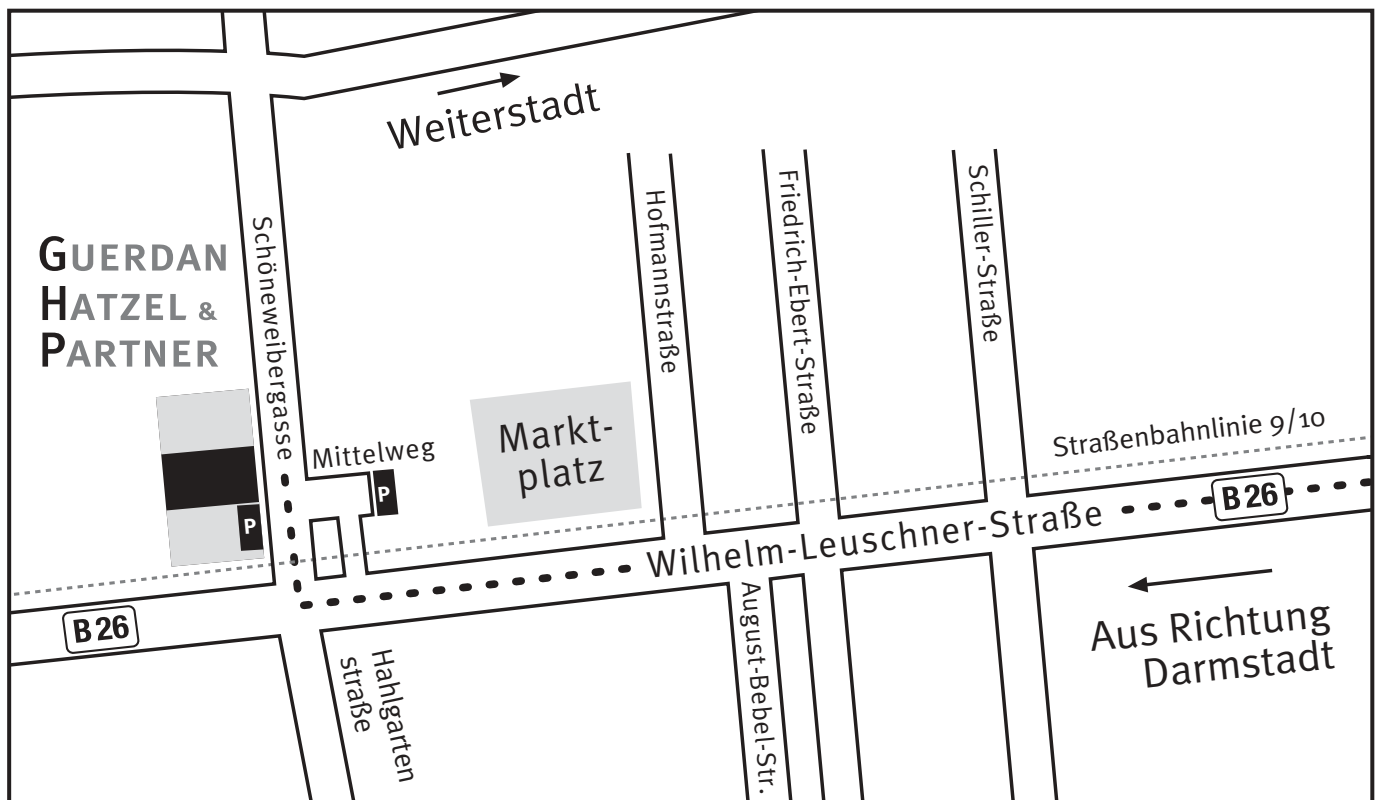 Weiterstadt
GUERDAN
HATZEL &
PARTNER
Schöneweibergasse
Hofmannstraße
Friedrich-Ebert-Straße
Schiller-Straße
Mittelweg
Markt-
platz
Straßenbahnlinie 9/10
P
P
B 26
Wilhelm-Leuschner-Straße
B 26
Aus Richtung
Darmstadt
August-Bebel-Str.
Hahlgarten
straße